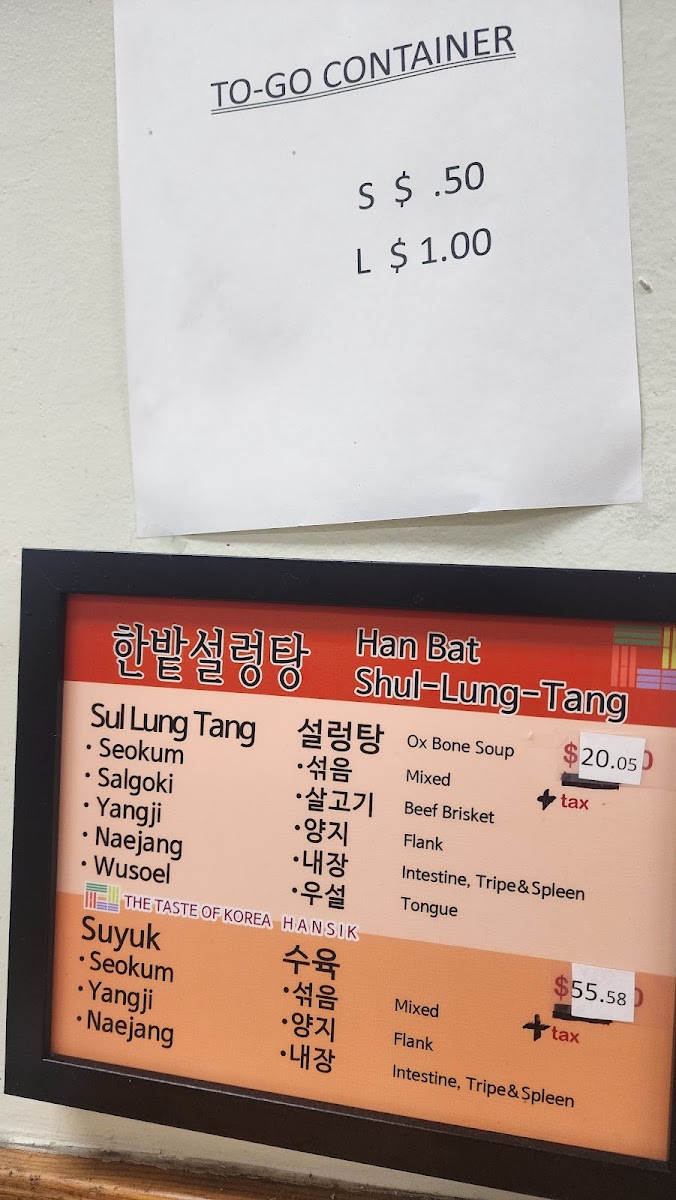 TO-GO CONTAINER
S $ .50
L $ 1.00
한밭설렁탕 Han Bat
Shul-Lung-Tang
Sul Lung Tang 설렁탕 Ox Bone Soup $20.05
• Seokum •섞음 Mixed + tax
• Salgoki •살고기 Beef Brisket
• Yangji •양지 Flank
• Naejang •내장 Intestine, Tripe&Spleen
• Wusoel •우설 Tongue
THE TASTE OF KOREA HANSIK
Suyuk 수육 $55.58
• Seokum •섞음 Mixed + tax
• Yangji •양지 Flank
• Naejang •내장 Intestine, Tripe&Spleen